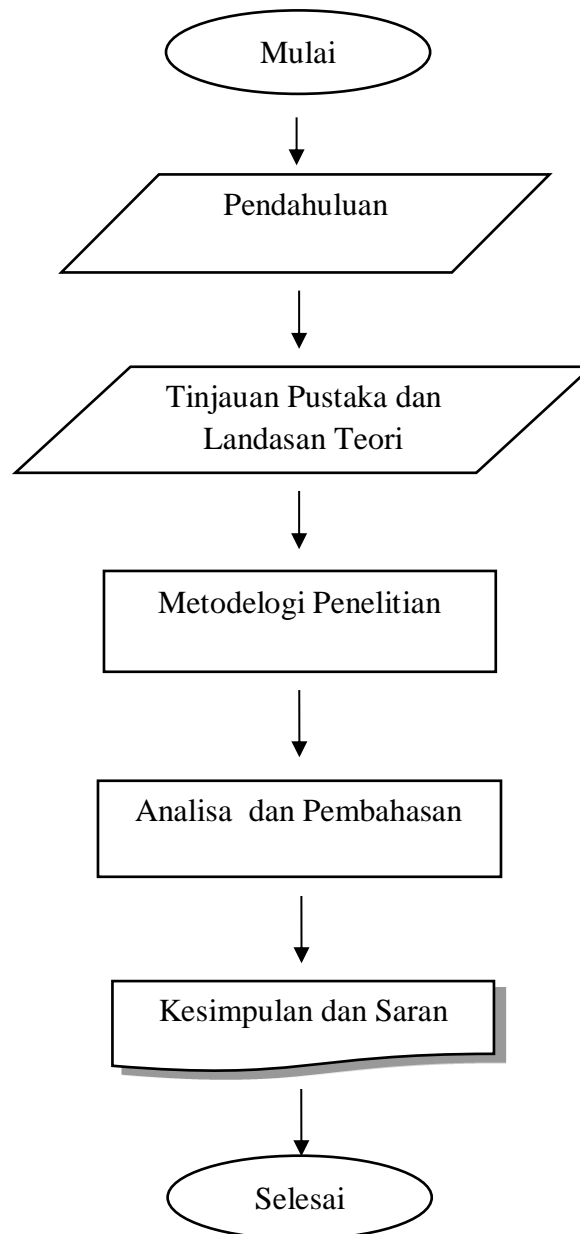 Mulai
Pendahuluan
Tinjauan Pustaka dan
Landasan Teori
Metodelogi Penelitian
Analisa  dan Pembahasan
Kesimpulan dan Saran
Selesai